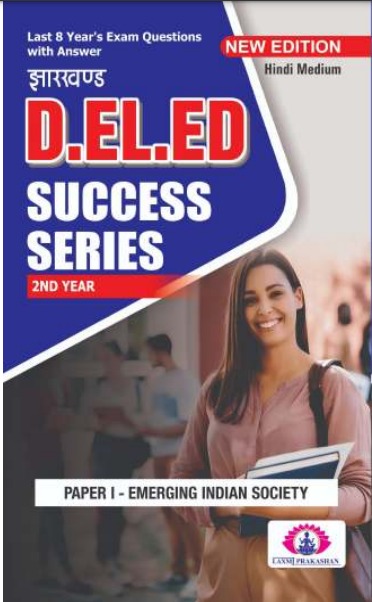 Last 8 Year's Exam Questions
with Answer
NEW EDITION
Hindi Medium
झारखण्ड
D.EL.ED
SUCCESS
SERIES
2ND YEAR
PAPER I - EMERGING INDIAN SOCIETY
LAXMI PRAKASHAN